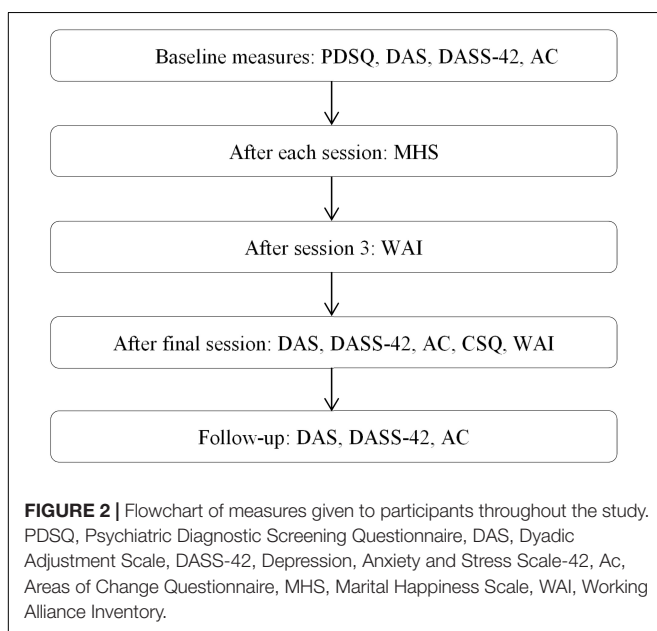 Baseline measures: PDSQ, DAS, DASS-42, AC
After each session: MHS
After session 3: WAI
After final session: DAS, DASS-42, AC, CSQ, WAI
Follow-up: DAS, DASS-42, AC
FIGURE 2 | Flowchart of measures given to participants throughout the study.
PDSQ, Psychiatric Diagnostic Screening Questionnaire, DAS, Dyadic
Adjustment Scale, DASS-42, Depression, Anxiety and Stress Scale-42, Ac,
Areas of Change Questionnaire, MHS, Marital Happiness Scale, WAI, Working
Alliance Inventory.